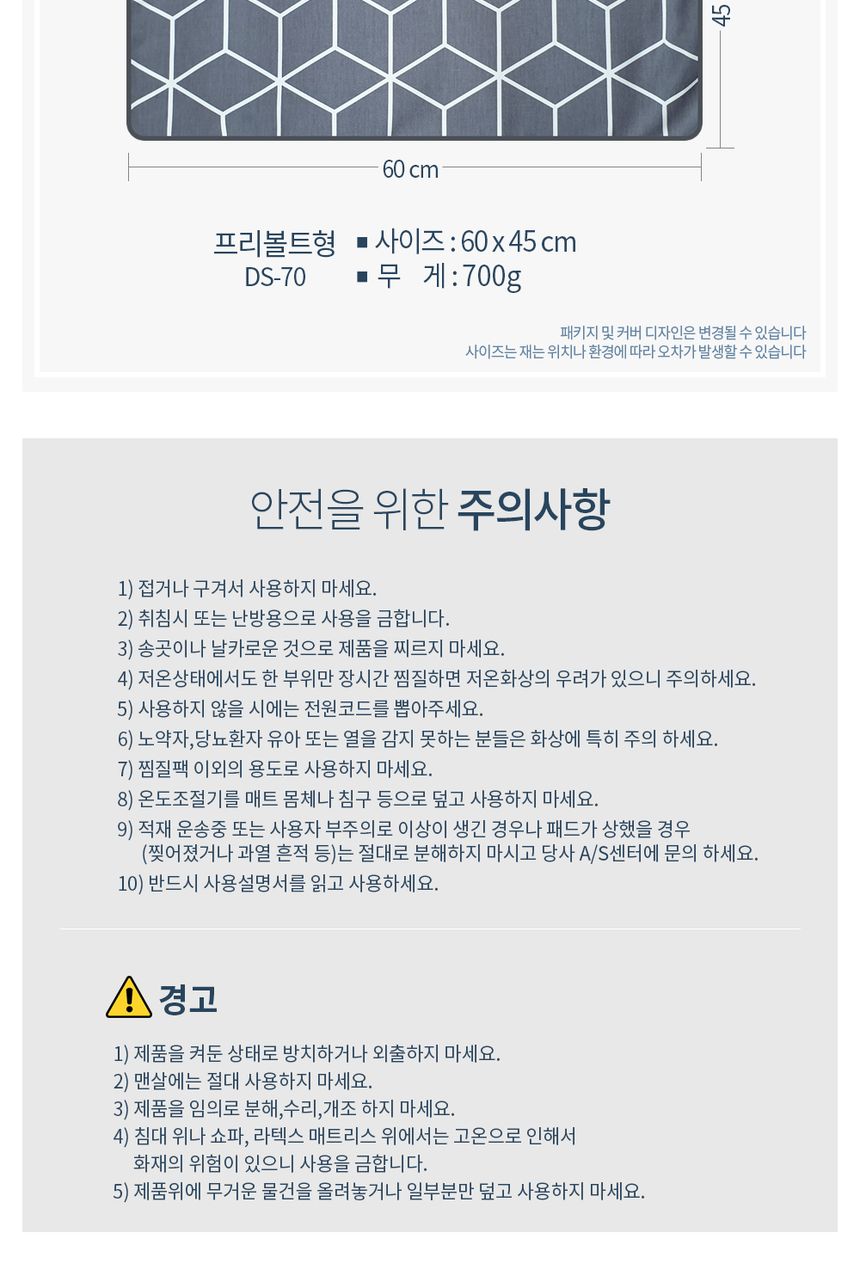 45
60 cm
프리볼트형 ■ 사이즈 : 60 x 45 cm
DS-70 ■ 무 게 : 700g
패키지 및 커버 디자인은 변경될 수 있습니다
사이즈는 재는 위치나 환경에 따라 오차가 발생할 수 있습니다
안전을 위한 주의사항
1) 접거나 구겨서 사용하지 마세요.
2) 취침시 또는 난방용으로 사용을 금합니다.
3) 송곳이나 날카로운 것으로 제품을 찌르지 마세요.
4) 저온상태에서도 한 부위만 장시간 찜질하면 저온화상의 우려가 있으니 주의하세요.
5) 사용하지 않을 시에는 전원코드를 뽑아주세요.
6) 노약자,당뇨환자 유아 또는 열을 감지 못하는 분들은 화상에 특히 주의 하세요.
7) 찜질팩 이외의 용도로 사용하지 마세요.
8) 온도조절기를 매트 몸체나 침구 등으로 덮고 사용하지 마세요.
9) 적재 운송중 또는 사용자 부주의로 이상이 생긴 경우나 패드가 상했을 경우
(찢어졌거나 과열 흔적 등)는 절대로 분해하지 마시고 당사 A/S센터에 문의 하세요.
10) 반드시 사용설명서를 읽고 사용하세요.
경고
1) 제품을 켜둔 상태로 방치하거나 외출하지 마세요.
2) 맨살에는 절대 사용하지 마세요.
3) 제품을 임의로 분해,수리,개조 하지 마세요.
4) 침대 위나 쇼파, 라텍스 매트리스 위에서는 고온으로 인해서
화재의 위험이 있으니 사용을 금합니다.
5) 제품위에 무거운 물건을 올려놓거나 일부분만 덮고 사용하지 마세요.